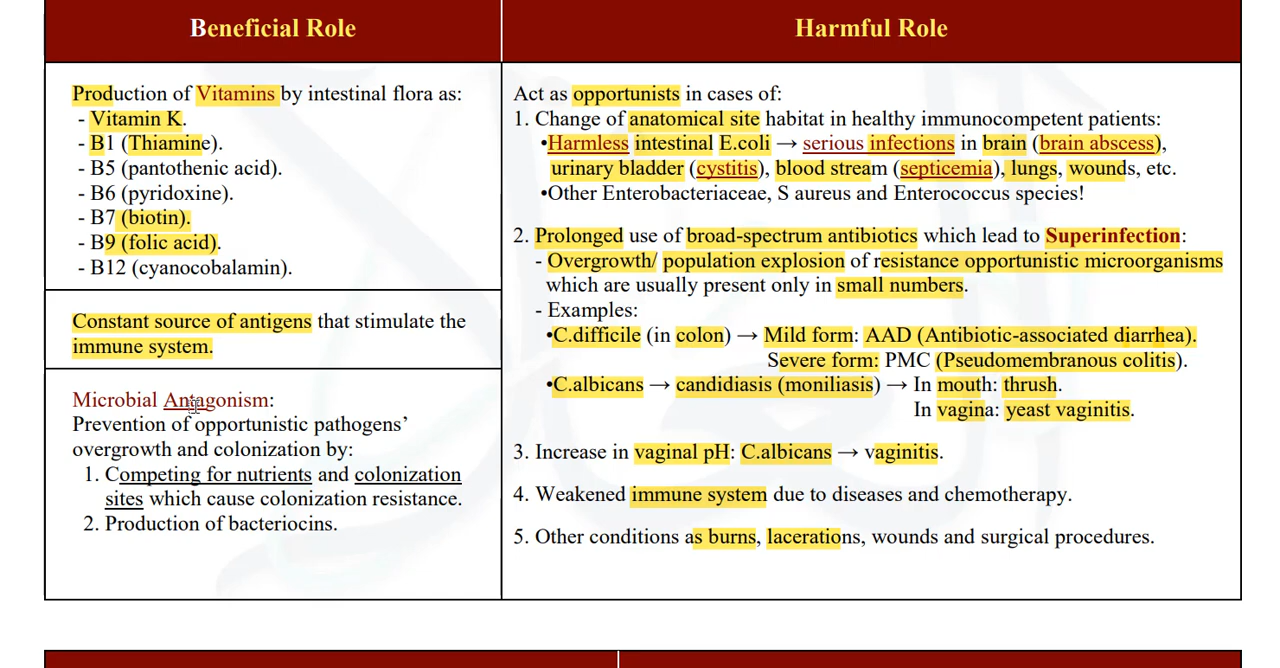 Beneficial Role
Production of Vitamins by intestinal flora as:
- Vitamin K.
- B1 (Thiamine).
- B5 (pantothenic acid).
- B6 (pyridoxine).
- B7 (biotin).
- B9 (folic acid).
- B12 (cyanocobalamin).
Constant source of antigens that stimulate the
immune system.
Microbial Antagonism:
Prevention of opportunistic pathogens’
overgrowth and colonization by:
1. Competing for nutrients and colonization
sites which cause colonization resistance.
2. Production of bacteriocins.
Harmful Role
Act as opportunists in cases of:
1. Change of anatomical site habitat in healthy immunocompetent patients:
•Harmless intestinal E.coli → serious infections in brain (brain abscess),
urinary bladder (cystitis), blood stream (septicemia), lungs, wounds, etc.
•Other Enterobacteriaceae, S aureus and Enterococcus species!
2. Prolonged use of broad-spectrum antibiotics which lead to Superinfection:
- Overgrowth/ population explosion of resistance opportunistic microorganisms
which are usually present only in small numbers.
- Examples:
•C.difficile (in colon) → Mild form: AAD (Antibiotic-associated diarrhea).
Severe form: PMC (Pseudomembranous colitis).
•C.albicans → candidiasis (moniliasis) → In mouth: thrush.
In vagina: yeast vaginitis.
3. Increase in vaginal pH: C.albicans → vaginitis.
4. Weakened immune system due to diseases and chemotherapy.
5. Other conditions as burns, lacerations, wounds and surgical procedures.